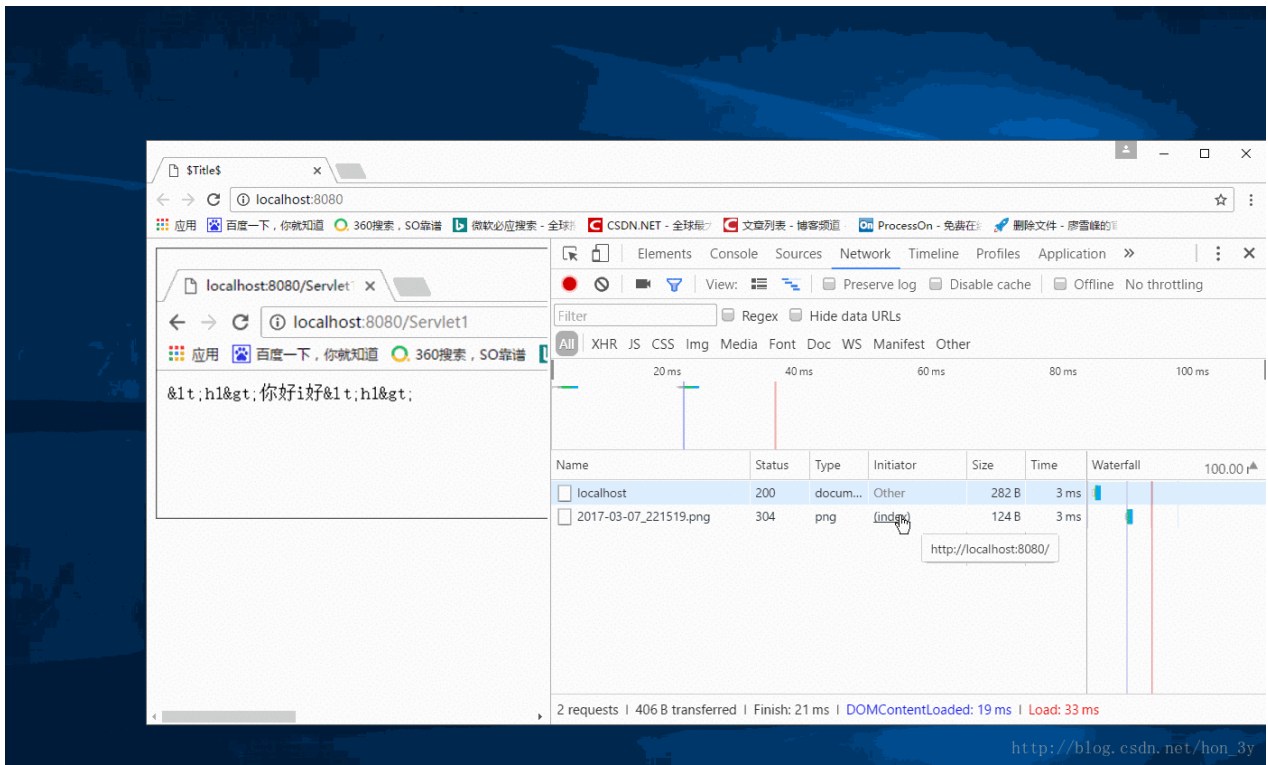 $Title$
localhost:8080
应用 百度一下，你就知道 360搜索，SO靠谱 微软必应搜索 - 全球 CSDN.NET - 全球最 文章列表 - 博客频道 ProcessOn - 免费在 删除文件 - 廖雪峰的
localhost:8080/Servlet
localhost:8080/Servlet1
应用 百度一下，你就知道 360搜索，SO靠谱
&lt;h1&gt;你好i好&lt;h1&gt;
Elements Console Sources Network Timeline Profiles Application
View: Preserve log Disable cache Offline No throttling
Filter Regex Hide data URLs
All XHR JS CSS Img Media Font Doc WS Manifest Other
20 ms 40 ms 60 ms 80 ms 100 ms
Name Status Type Initiator Size Time Waterfall 100.00
localhost 200 docum... Other 282 B 3 ms
2017-03-07_221519.png 304 png (index) 124 B 3 ms
http://localhost:8080/
2 requests | 406 B transferred | Finish: 21 ms | DOMContentLoaded: 19 ms | Load: 33 ms
http://blog.csdn.net/hon_3y